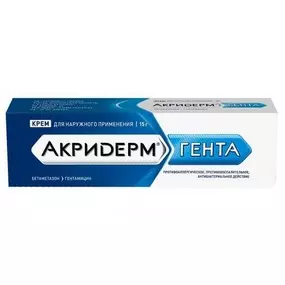 КРЕМ ДЛЯ НАРУЖНОГО ПРИМЕНЕНИЯ | 15 г
АКРИДЕРМ® ГЕНТА
БЕТАМЕТАЗОН + ГЕНТАМИЦИН
ПРОТИВОАЛЛЕРГИЧЕСКОЕ, ПРОТИВОВОСПАЛИТЕЛЬНОЕ,
АНТИБАКТЕРИАЛЬНОЕ ДЕЙСТВИЕ